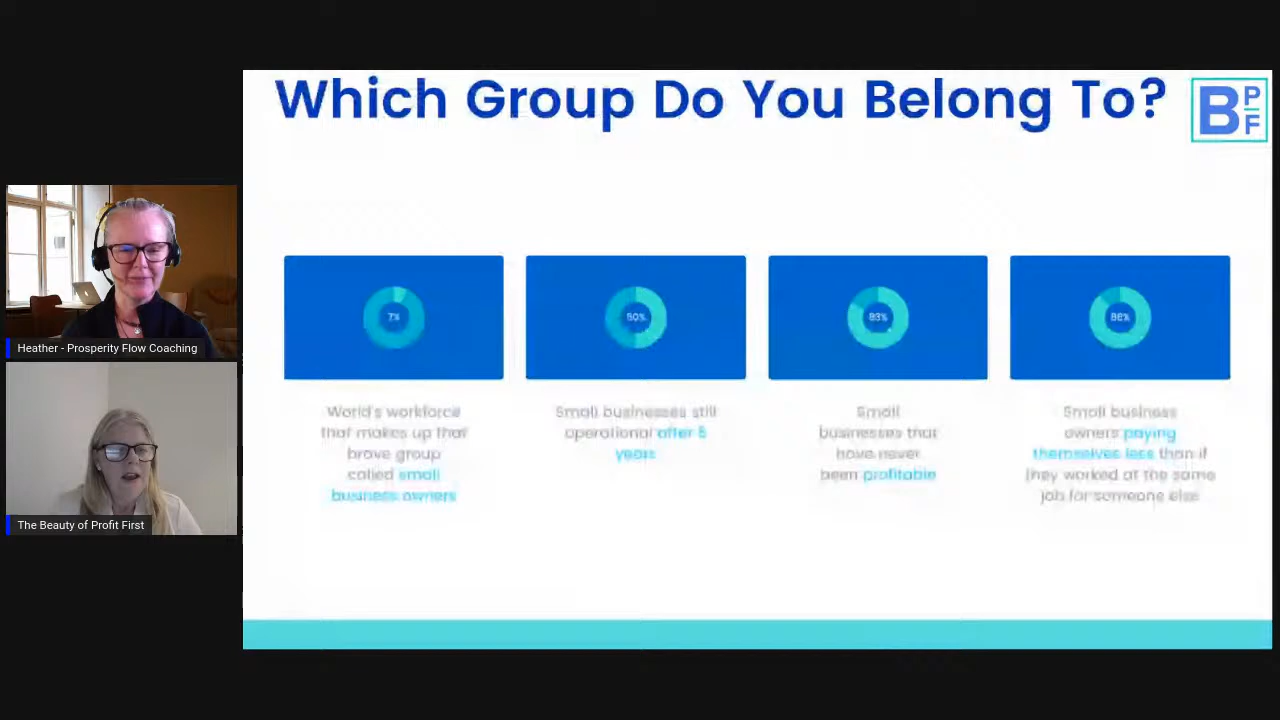 Which Group Do You Belong To?
B P F
7%
50%
83%
World's workforce
that makes up that
brave group
called small
business owners
Small businesses still
operational after 5
years
Small
businesses that
have never
been profitable
Small business
owners paying
themselves less than if
they worked at the same
job for someone else
Heather - Prosperity Flow Coaching
The Beauty of Profit First